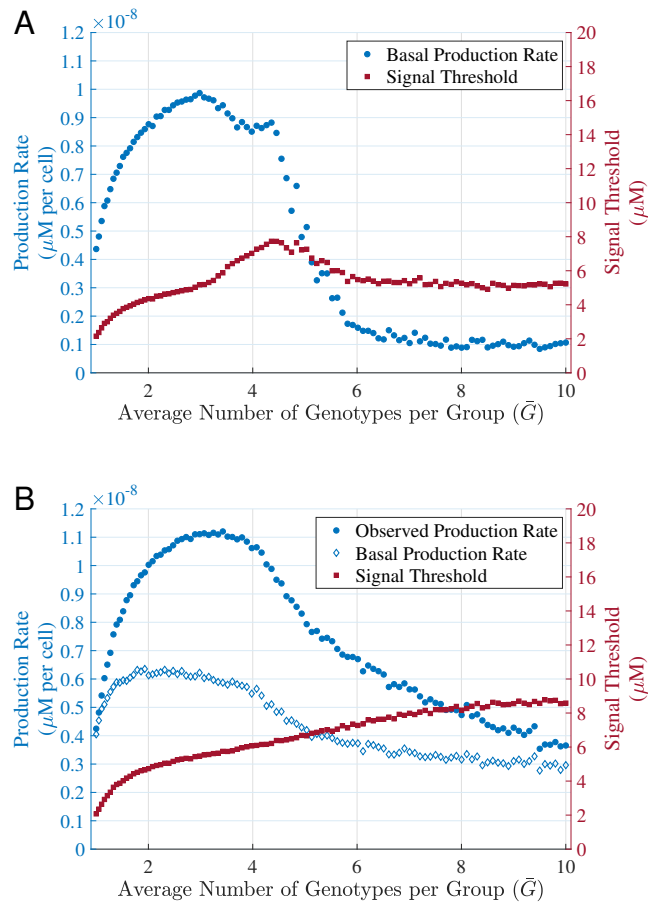 A
×10^-8
1.2
1.1
1
0.9
0.8
0.7
0.6
0.5
0.4
0.3
0.2
0.1
0
Production Rate
(μM per cell)
Basal Production Rate
Signal Threshold
20
18
16
14
12
10
8
6
4
2
0
Signal Threshold
(μM)
2 4 6 8 10
Average Number of Genotypes per Group (Ḡ)
B
×10^-8
1.2
1.1
1
0.9
0.8
0.7
0.6
0.5
0.4
0.3
0.2
0.1
0
Production Rate
(μM per cell)
Observed Production Rate
Basal Production Rate
Signal Threshold
20
18
16
14
12
10
8
6
4
2
0
Signal Threshold
(μM)
2 4 6 8 10
Average Number of Genotypes per Group (Ḡ)